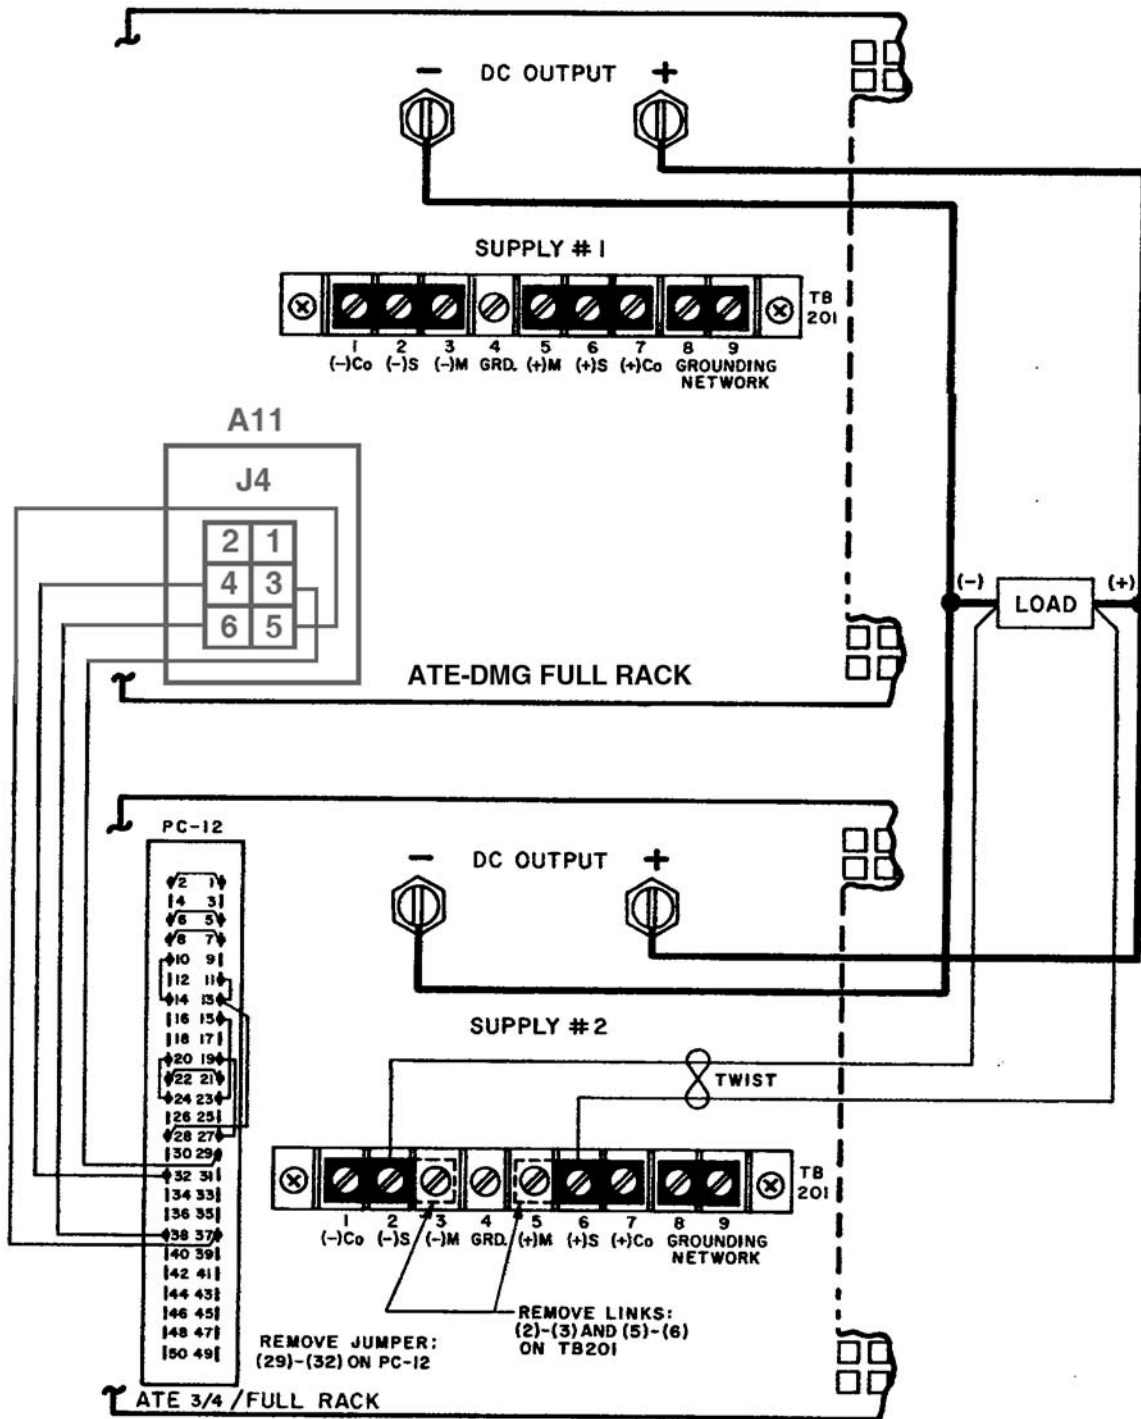 − DC OUTPUT +
SUPPLY # 1
TB
201
1 2 3 4 5 6 7 8 9
(−)Co (−)S (−)M GRD. (+)M (+)S (+)Co GROUNDING
NETWORK
A11
J4
2 1
4 3
6 5
(−) LOAD (+)
ATE-DMG FULL RACK
PC-12
− DC OUTPUT +
2 1
4 3
6 5
8 7
10 9
12 11
14 13
16 15
18 17
20 19
22 21
24 23
26 25
28 27
30 29
32 31
34 33
36 35
38 37
40 39
42 41
44 43
46 45
48 47
50 49
SUPPLY # 2
TWIST
TB
201
1 2 3 4 5 6 7 8 9
(−)Co (−)S (−)M GRD. (+)M (+)S (+)Co GROUNDING
NETWORK
REMOVE LINKS:
(2)-(3) AND (5)-(6)
ON TB201
REMOVE JUMPER:
(29)-(32) ON PC-12
ATE 3/4 / FULL RACK